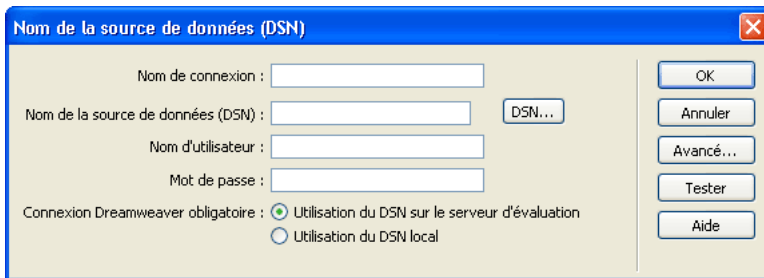 Nom de la source de données (DSN)
Nom de connexion :
OK
Nom de la source de données (DSN) :
DSN...
Annuler
Nom d'utilisateur :
Avancé...
Mot de passe :
Tester
Connexion Dreamweaver obligatoire :
Utilisation du DSN sur le serveur d'évaluation
Aide
Utilisation du DSN local